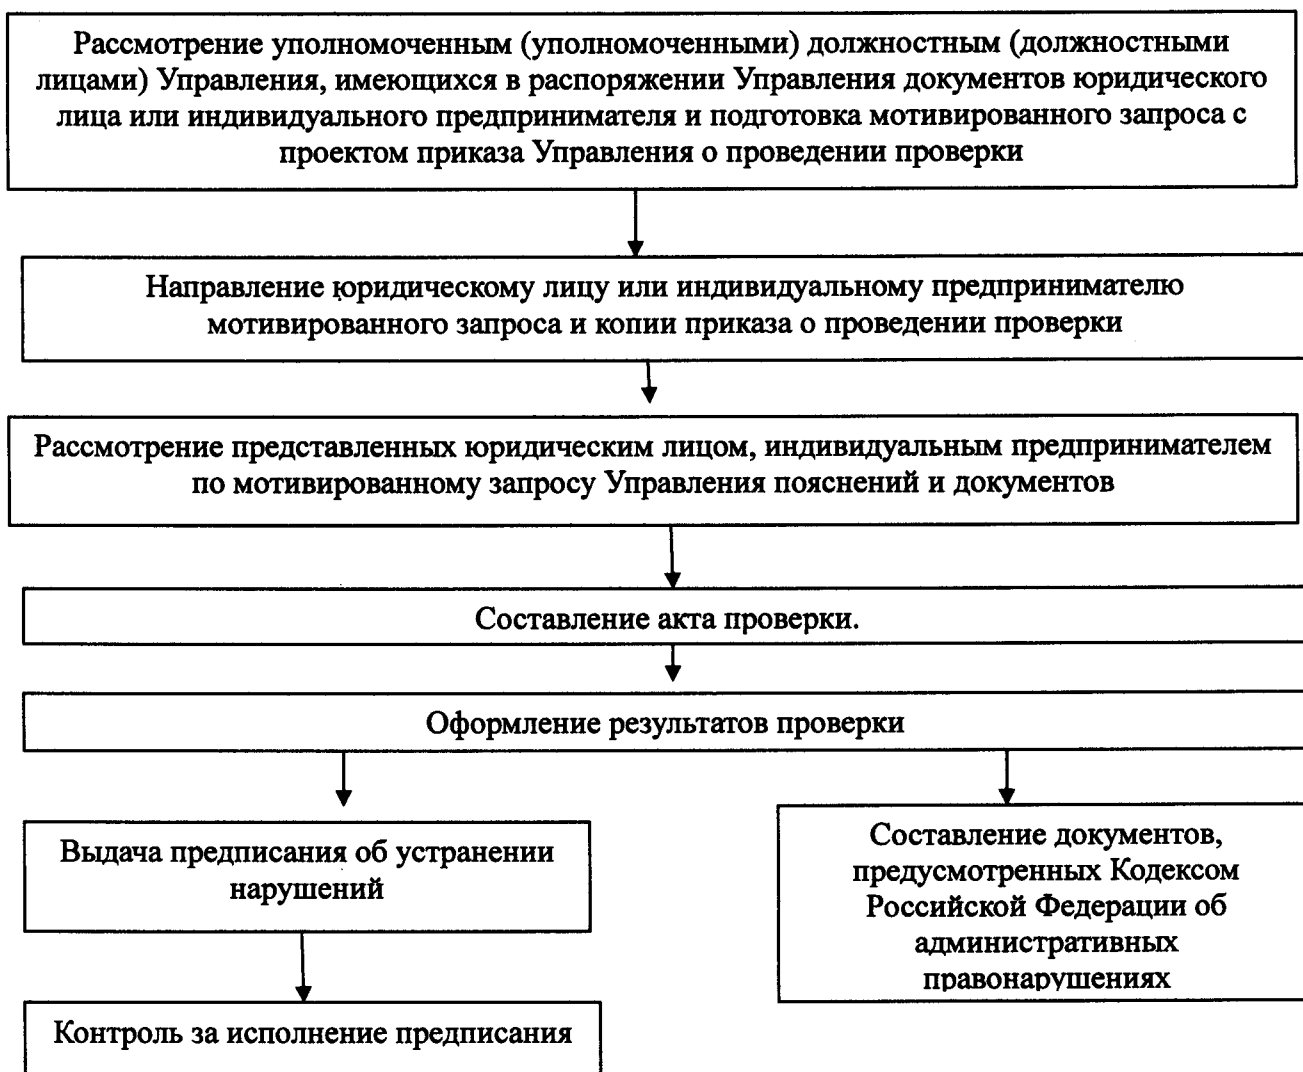 Рассмотрение уполномоченным (уполномоченными) должностным (должностными
лицами) Управления, имеющихся в распоряжении Управления документов юридического
лица или индивидуального предпринимателя и подготовка мотивированного запроса с
проектом приказа Управления о проведении проверки
Направление юридическому лицу или индивидуальному предпринимателю
мотивированного запроса и копии приказа о проведении проверки
Рассмотрение представленных юридическим лицом, индивидуальным предпринимателем
по мотивированному запросу Управления пояснений и документов
Составление акта проверки.
Оформление результатов проверки
Выдача предписания об устранении
нарушений
Составление документов,
предусмотренных Кодексом
Российской Федерации об
административных
правонарушениях
Контроль за исполнение предписания